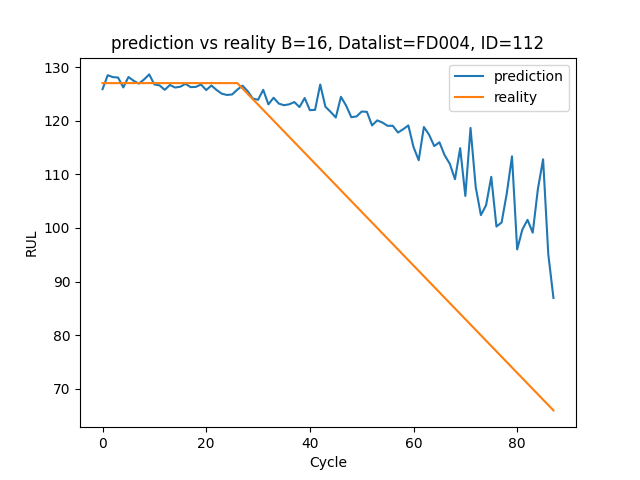 prediction vs reality B=16, Datalist=FD004, ID=112
prediction
reality
RUL
130
120
110
100
90
80
70
0 20 40 60 80
Cycle